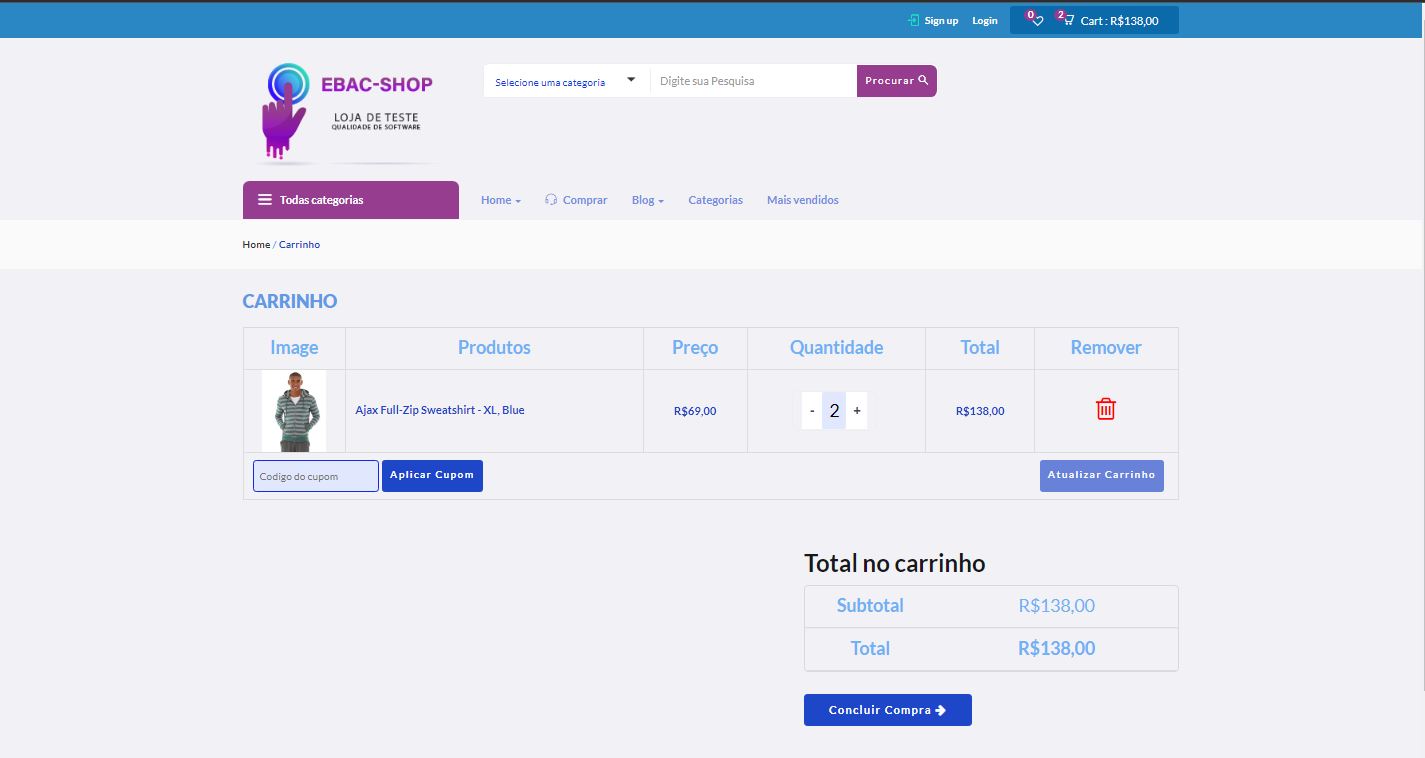 Sign up Login 0 2 Cart : R$138,00
EBAC-SHOP
LOJA DE TESTE
QUALIDADE DE SOFTWARE
Selecione uma categoria Digite sua Pesquisa Procurar
Todas categorias Home Comprar Blog Categorias Mais vendidos
Home / Carrinho
CARRINHO
Image Produtos Preço Quantidade Total Remover
Ajax Full-Zip Sweatshirt - XL, Blue R$69,00 - 2 + R$138,00
Codigo do cupom Aplicar Cupom Atualizar Carrinho
Total no carrinho
Subtotal R$138,00
Total R$138,00
Concluir Compra